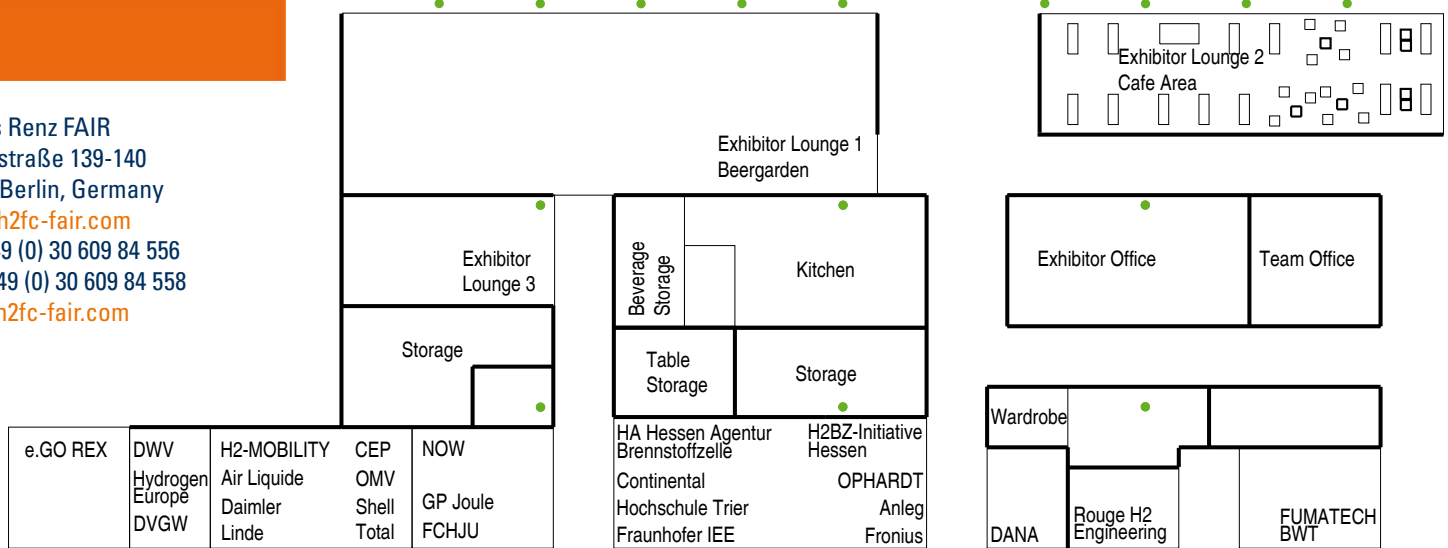 s Renz FAIR
straße 139-140
Berlin, Germany
h2fc-fair.com
49 (0) 30 609 84 556
49 (0) 30 609 84 558
h2fc-fair.com
Exhibitor Lounge 1
Beergarden
Exhibitor Lounge 2
Cafe Area
Exhibitor
Lounge 3
Beverage
Storage
Kitchen
Exhibitor Office
Team Office
Storage
Table
Storage
Storage
Wardrobe
e.GO REX
DWV
Hydrogen
Europe
DVGW
H2-MOBILITY
Air Liquide
Daimler
Linde
CEP
OMV
Shell
Total
NOW
GP Joule
FCHJU
HA Hessen Agentur
Brennstoffzelle
Continental
Hochschule Trier
Fraunhofer IEE
H2BZ-Initiative
Hessen
OPHARDT
Anleg
Fronius
DANA
Rouge H2
Engineering
FUMATECH
BWT